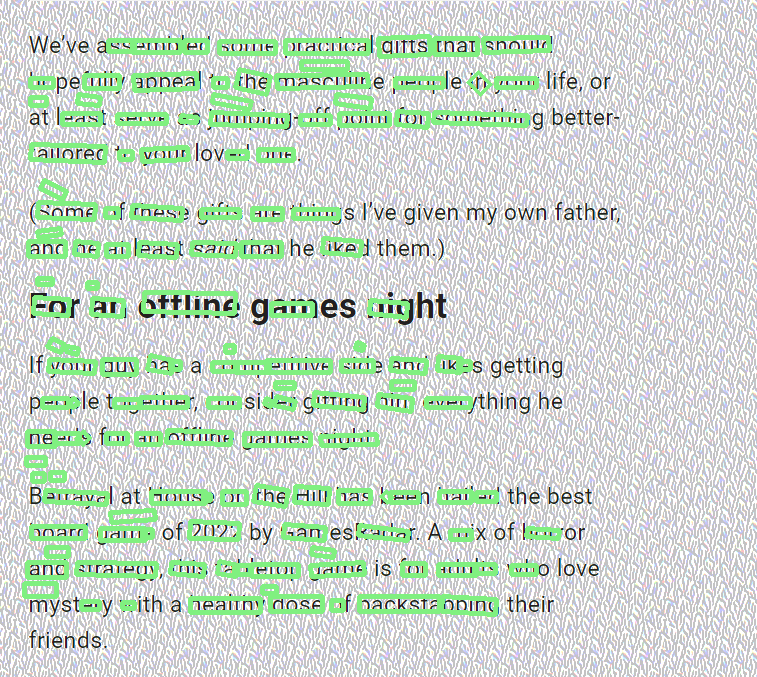 We've assembled some practical gifts that should
hopefully appeal to the masculine people in your life, or
at least serve as jumping-off point for something better-
tailored to your loved one.
(Some of these gifts are things I've given my own father,
and he at least said that he liked them.)
For an offline games night
If your guy has a competitive side and likes getting
people together, consider gifting him everything he
needs for an offline games night.
Betrayal at House on the Hill has been hailed the best
board game of 2022 by GamesRadar. A mix of horror
and strategy, this tabletop game is for adults who love
mystery with a healthy dose of backstabbing their
friends.